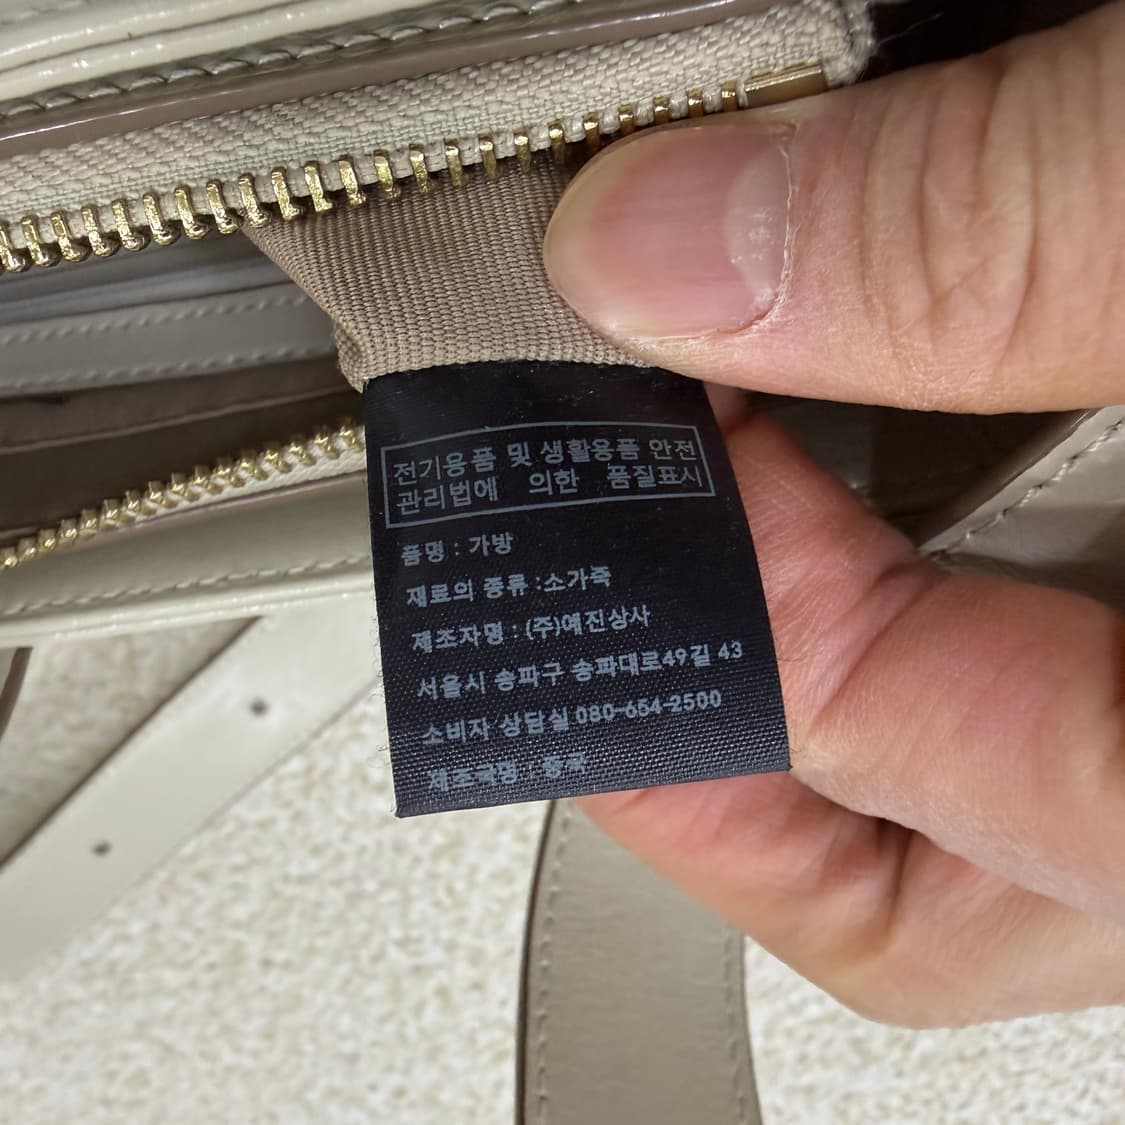 전기용품 및 생활용품 안전
관리법에 의한 품질표시
품명 : 가방
재료의 종류 :소가죽
제조자명 : (주)예진상사
서울시 송파구 송파대로49길 43
소비자 상담실 080-654-2500
제조국명 : 중국